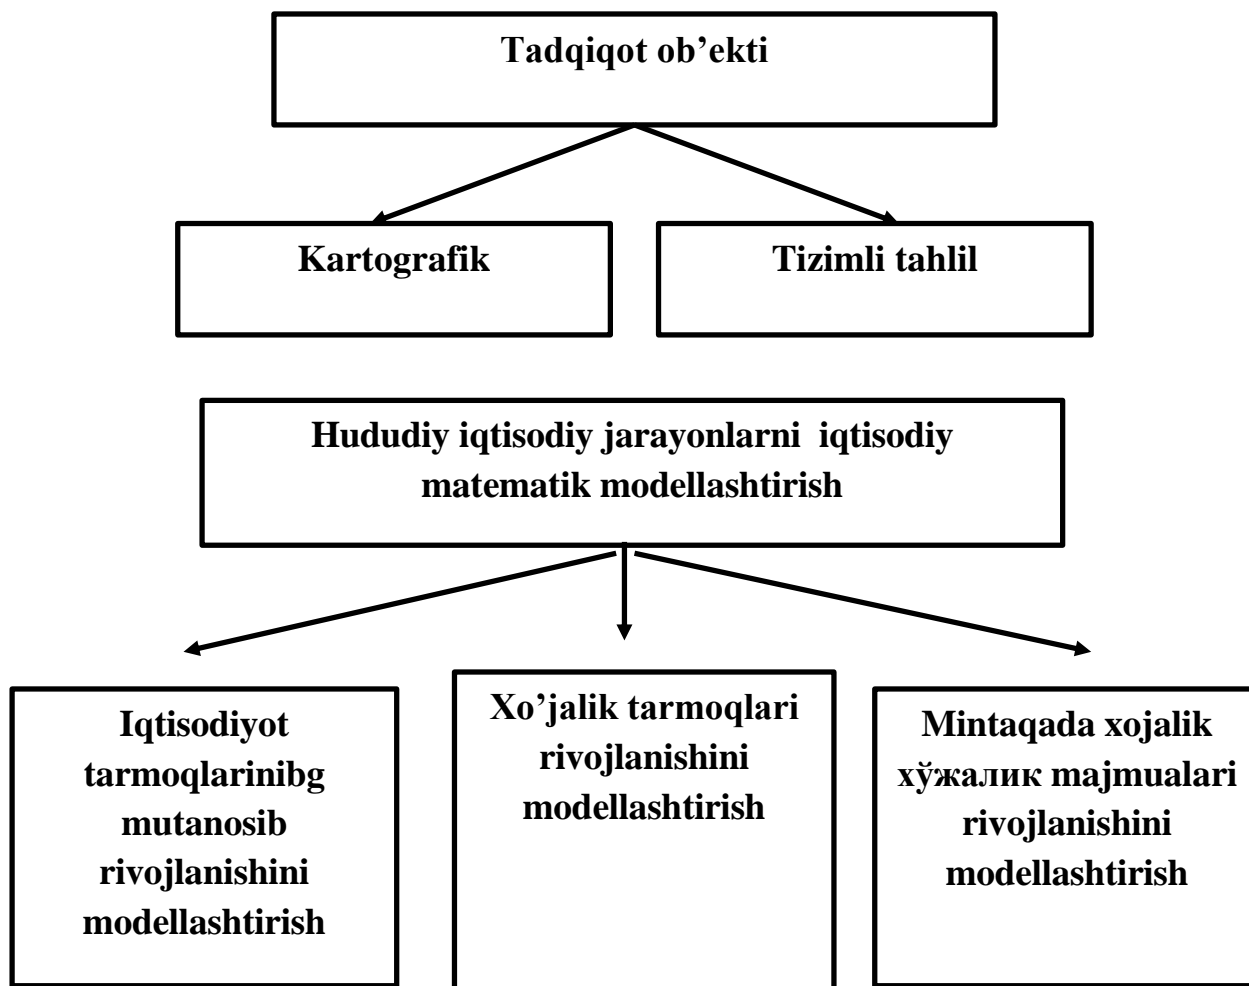 Tadqiqot ob’ekti
Kartografik
Tizimli tahlil
Hududiy iqtisodiy jarayonlarni iqtisodiy
matematik modellashtirish
Iqtisodiyot
tarmoqlarinibg
mutanosib
rivojlanishini
modellashtirish
Xo’jalik tarmoqlari
rivojlanishini
modellashtirish
Mintaqada xojalik
хўжалик majmualari
rivojlanishini
modellashtirish